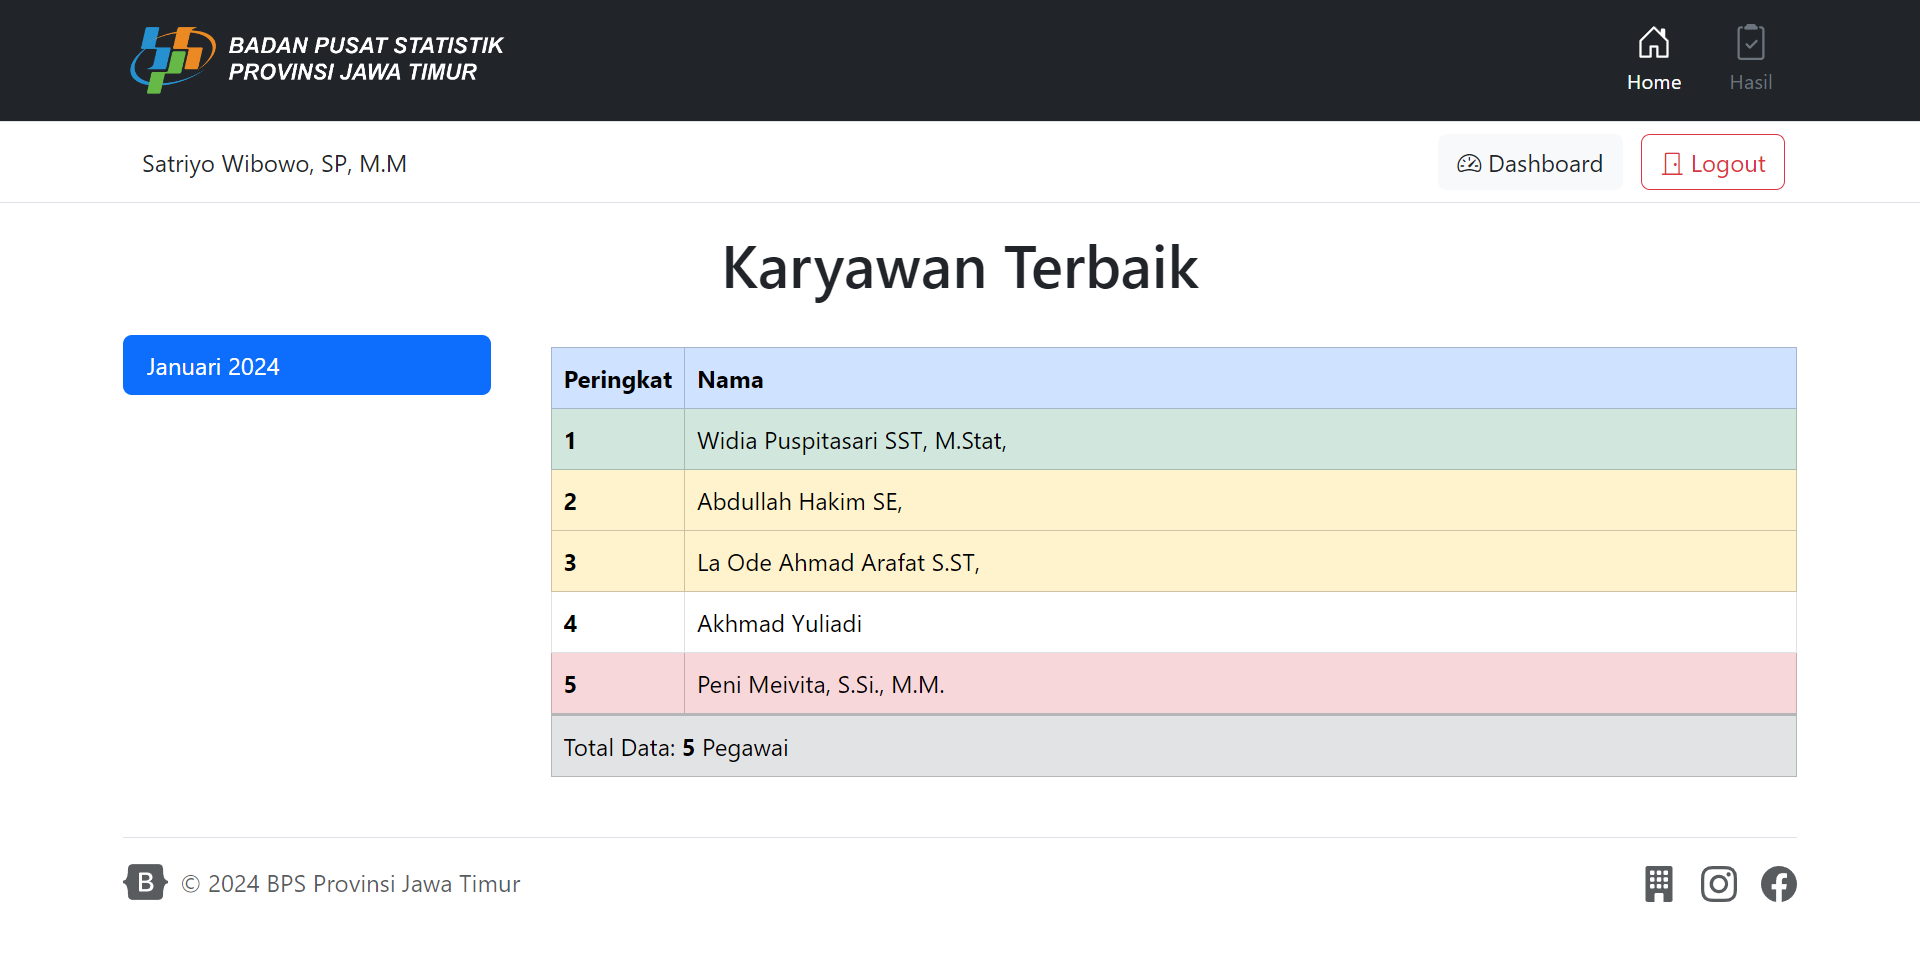 BADAN PUSAT STATISTIK
PROVINSI JAWA TIMUR
Home
Hasil
Satriyo Wibowo, SP, M.M
Dashboard
Logout
Karyawan Terbaik
Januari 2024
Peringkat Nama
1 Widia Puspitasari SST, M.Stat,
2 Abdullah Hakim SE,
3 La Ode Ahmad Arafat S.ST,
4 Akhmad Yuliadi
5 Peni Meivita, S.Si., M.M.
Total Data: 5 Pegawai
B © 2024 BPS Provinsi Jawa Timur